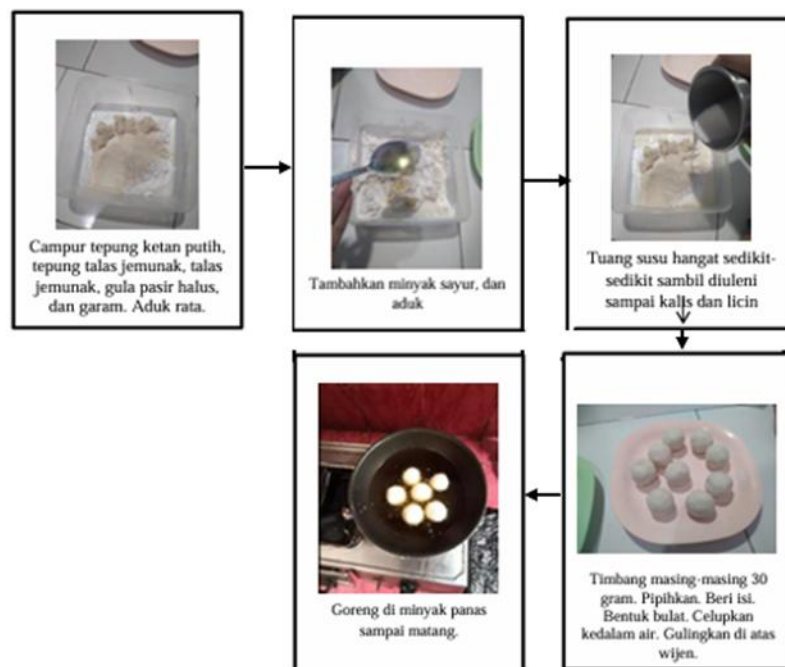 Campur tepung ketan putih,
tepung talas jemunak, talas
jemunak, gula pasir halus,
dan garam. Aduk rata.
Tambahkan minyak sayur, dan
aduk
Tuang susu hangat sedikit-
sedikit sambil diuleni
sampai kalis dan licin
Timbang masing-masing 30
gram. Pipihkan. Beri isi.
Bentuk bulat. Celupkan
kedalam air. Gulingkan di atas
wijen.
Goreng di minyak panas
sampai matang.